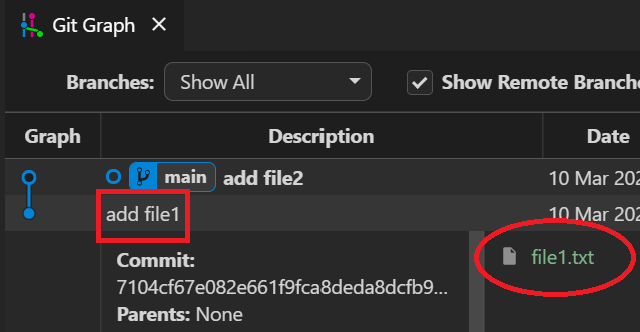 Git Graph
Branches: Show All Show Remote Branche
Graph Description Date
main add file2 10 Mar 202
add file1 10 Mar 202
Commit: file1.txt
7104cf67e082e661f9fca8deda8dcfb9...
Parents: None